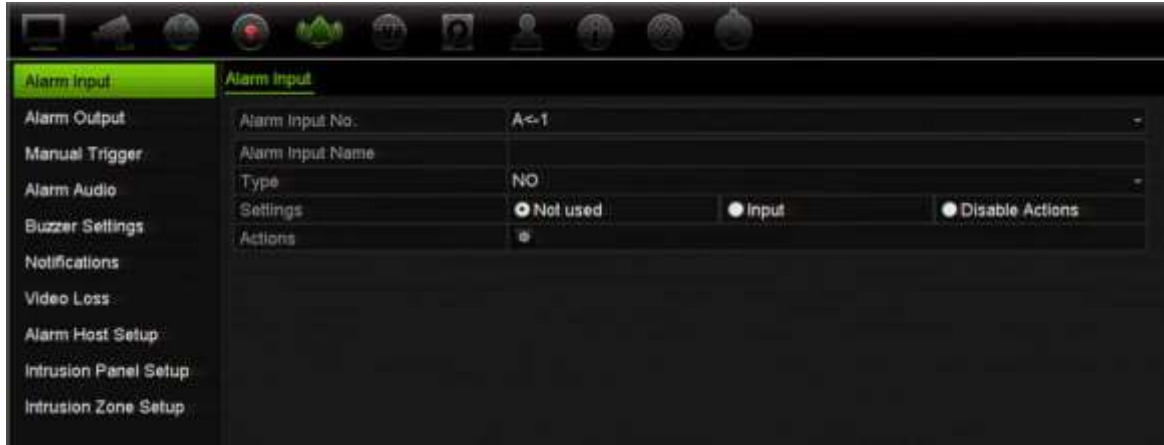 Alarm Input
Alarm Output
Manual Trigger
Alarm Audio
Buzzer Settings
Notifications
Video Loss
Alarm Host Setup
Intrusion Panel Setup
Intrusion Zone Setup
Alarm Input
Alarm Input No. A<-1
Alarm Input Name
Type NO
Settings Not used Input Disable Actions
Actions